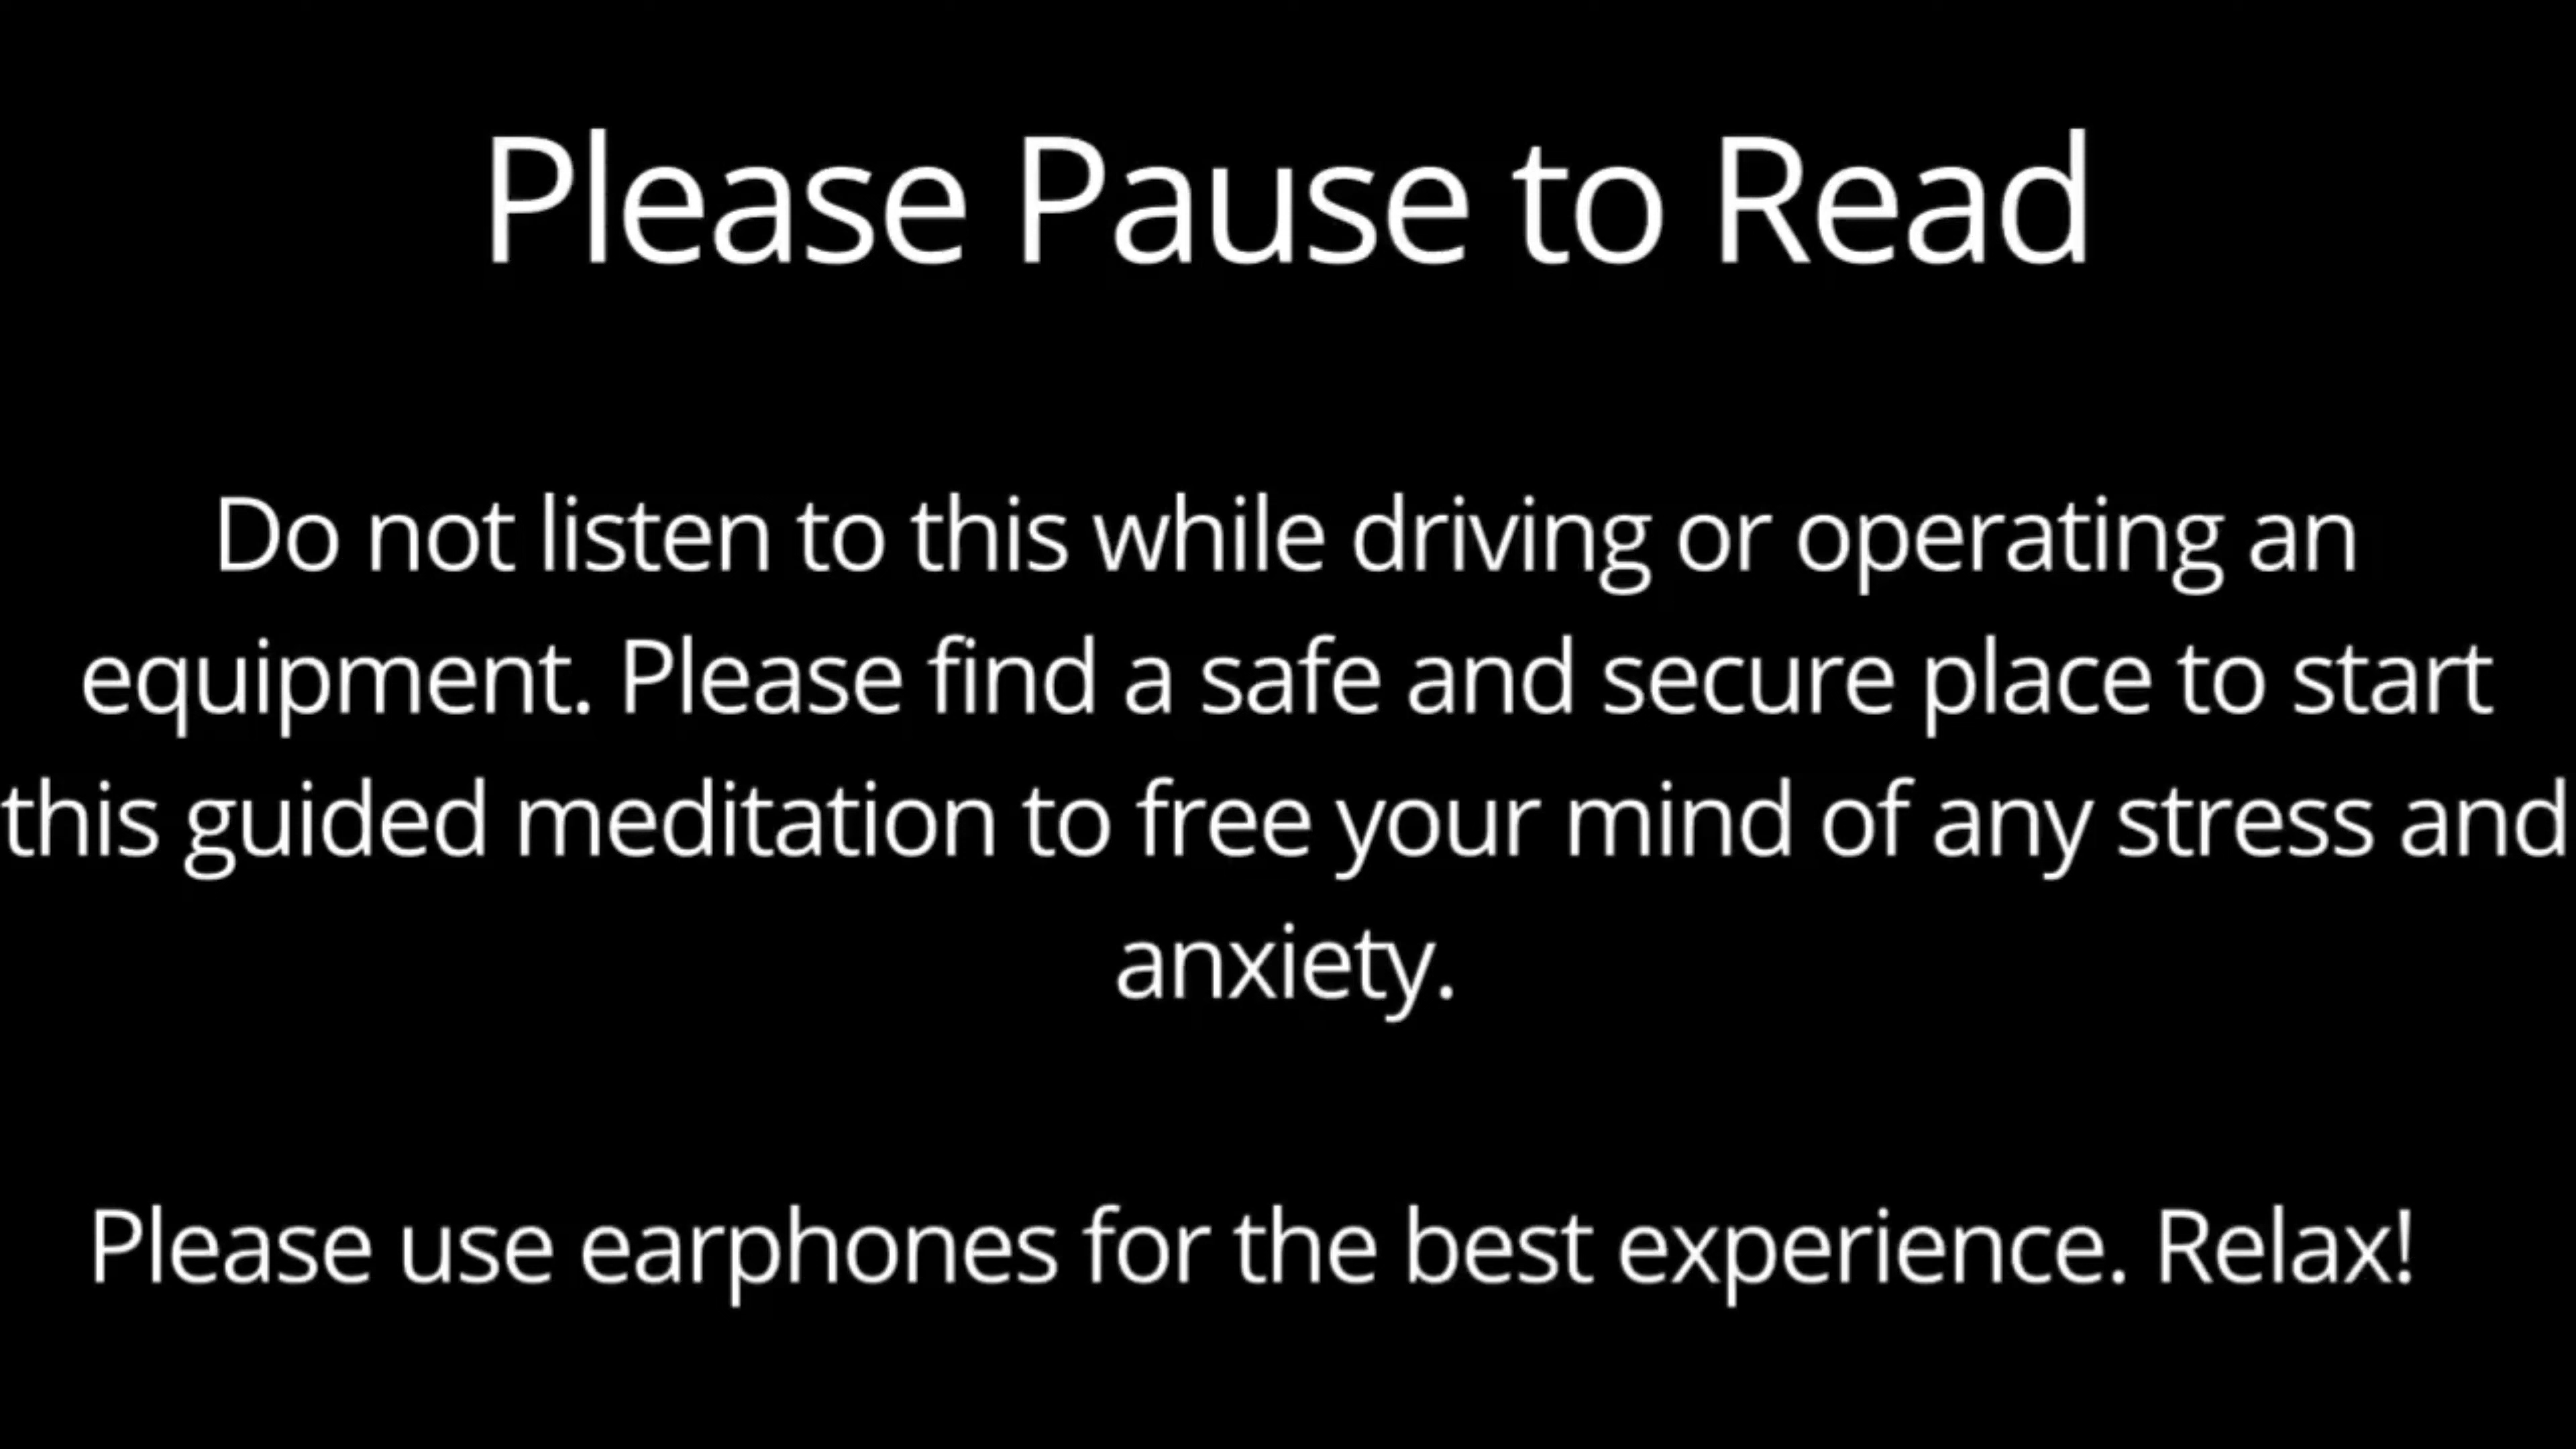 Please Pause to Read
Do not listen to this while driving or operating an
equipment. Please find a safe and secure place to start
this guided meditation to free your mind of any stress and
anxiety.
Please use earphones for the best experience. Relax!